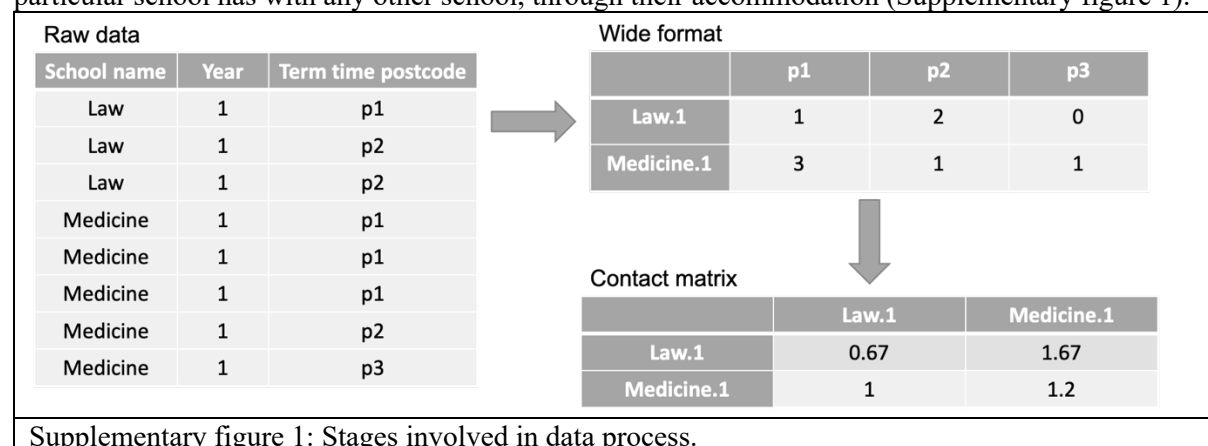 particular school has with any other school, through their accommodation (Supplementary figure 1).
Raw data
School name Year Term time postcode
Law 1 p1
Law 1 p2
Law 1 p2
Medicine 1 p1
Medicine 1 p1
Medicine 1 p1
Medicine 1 p2
Medicine 1 p3
Wide format
p1 p2 p3
Law.1 1 2 0
Medicine.1 3 1 1
Contact matrix
Law.1 Medicine.1
Law.1 0.67 1.67
Medicine.1 1 1.2
Supplementary figure 1: Stages involved in data process.